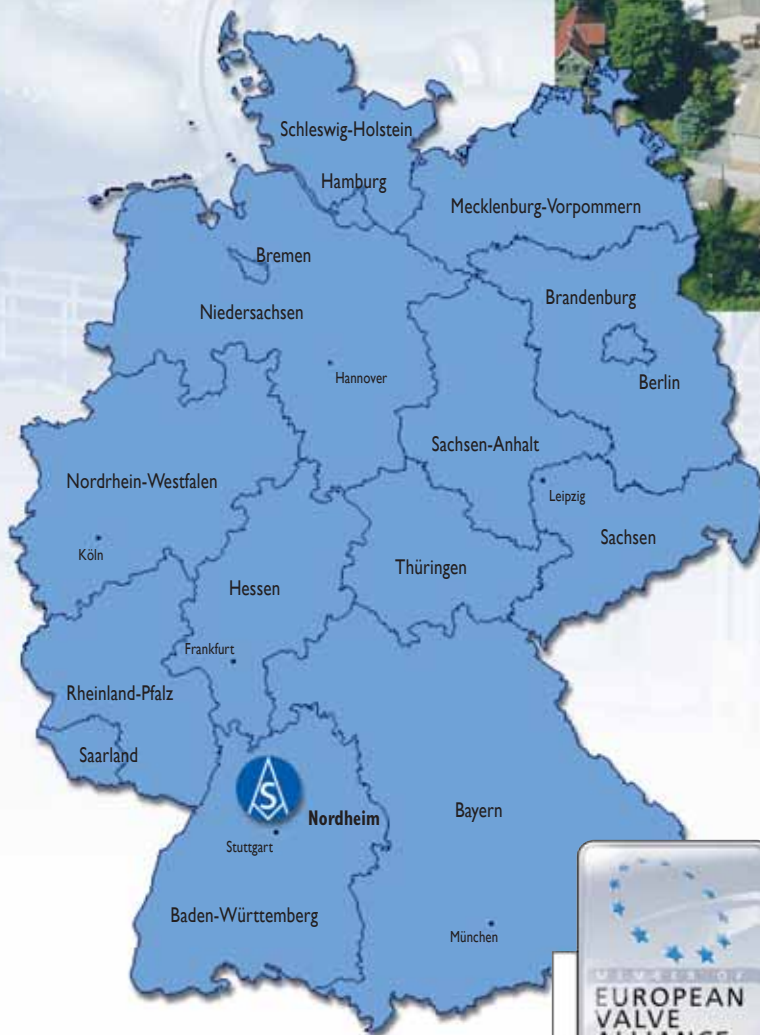 Schleswig-Holstein
Hamburg
Mecklenburg-Vorpommern
Bremen
Brandenburg
Niedersachsen
Hannover
Berlin
Sachsen-Anhalt
Nordrhein-Westfalen
Leipzig
Sachsen
Köln
Thüringen
Hessen
Frankfurt
Rheinland-Pfalz
Saarland
S
Nordheim
Bayern
Stuttgart
Baden-Württemberg
München
EUROPEAN
VALVE
ALLIANCE